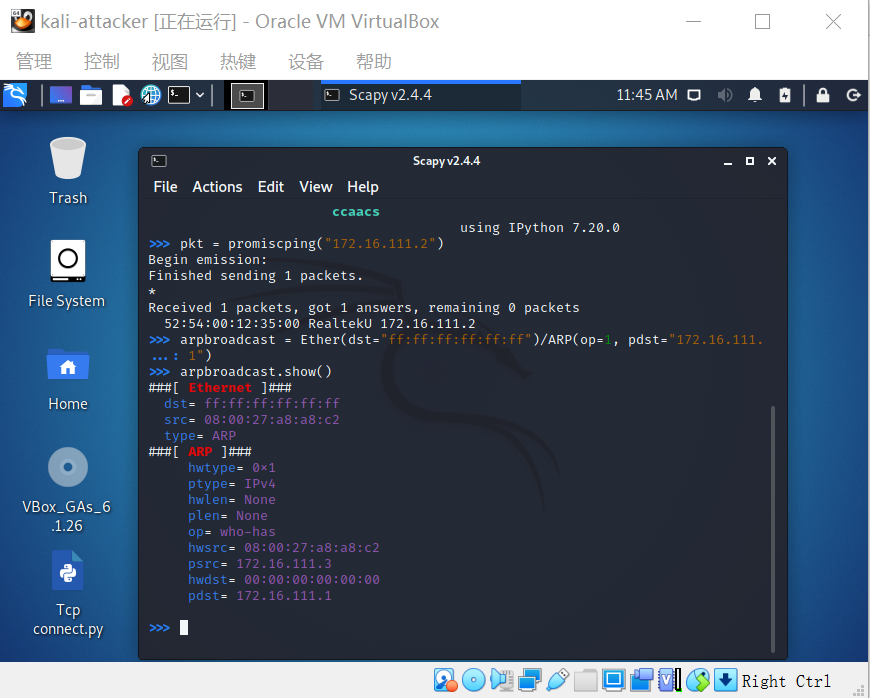 kali-attacker [正在运行] - Oracle VM VirtualBox
管理 控制 视图 热键 设备 帮助
Scapy v2.4.4 11:45 AM
Trash
File System
Home
VBox_GAs_6
.1.26
Tcp
connect.py
Scapy v2.4.4
File Actions Edit View Help
ccaacs
using IPython 7.20.0
>>> pkt = promiscping("172.16.111.2")
Begin emission:
Finished sending 1 packets.
*
Received 1 packets, got 1 answers, remaining 0 packets
52:54:00:12:35:00 RealtekU 172.16.111.2
>>> arpbroadcast = Ether(dst="ff:ff:ff:ff:ff:ff")/ARP(op=1, pdst="172.16.111.
...: 1")
>>> arpbroadcast.show()
###[ Ethernet ]###
dst= ff:ff:ff:ff:ff:ff
src= 08:00:27:a8:a8:c2
type= ARP
###[ ARP ]###
hwtype= 0×1
ptype= IPv4
hwlen= None
plen= None
op= who-has
hwsrc= 08:00:27:a8:a8:c2
psrc= 172.16.111.3
hwdst= 00:00:00:00:00:00
pdst= 172.16.111.1
>>>
Right Ctrl